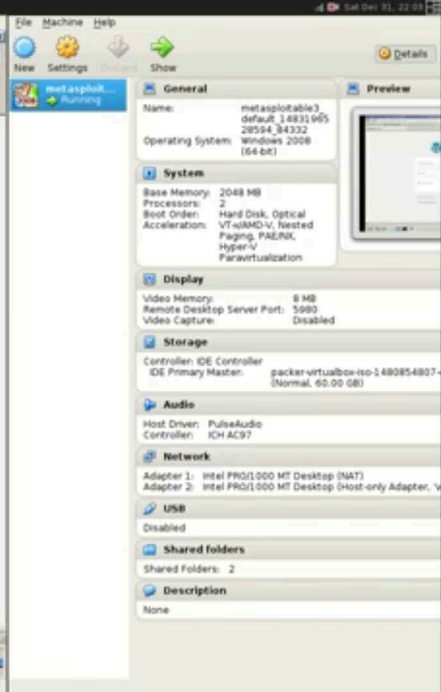 Sat Dec 31, 22:03
File Machine Help
New Settings Discard Show Details
metasploit...
Running
General
Name: metasploitable3_
default_14831965
28594_84332
Operating System: Windows 2008
(64-bit)
Preview
System
Base Memory: 2048 MB
Processors: 2
Boot Order: Hard Disk, Optical
Acceleration: VT-x/AMD-V, Nested
Paging, PAE/NX,
Hyper-V
Paravirtualization
Display
Video Memory: 8 MB
Remote Desktop Server Port: 5980
Video Capture: Disabled
Storage
Controller: IDE Controller
IDE Primary Master: packer-virtualbox-iso-1480854807-
(Normal, 60.00 GB)
Audio
Host Driver: PulseAudio
Controller: ICH AC97
Network
Adapter 1: Intel PRO/1000 MT Desktop (NAT)
Adapter 2: Intel PRO/1000 MT Desktop (Host-only Adapter, 'v
USB
Disabled
Shared folders
Shared Folders: 2
Description
None